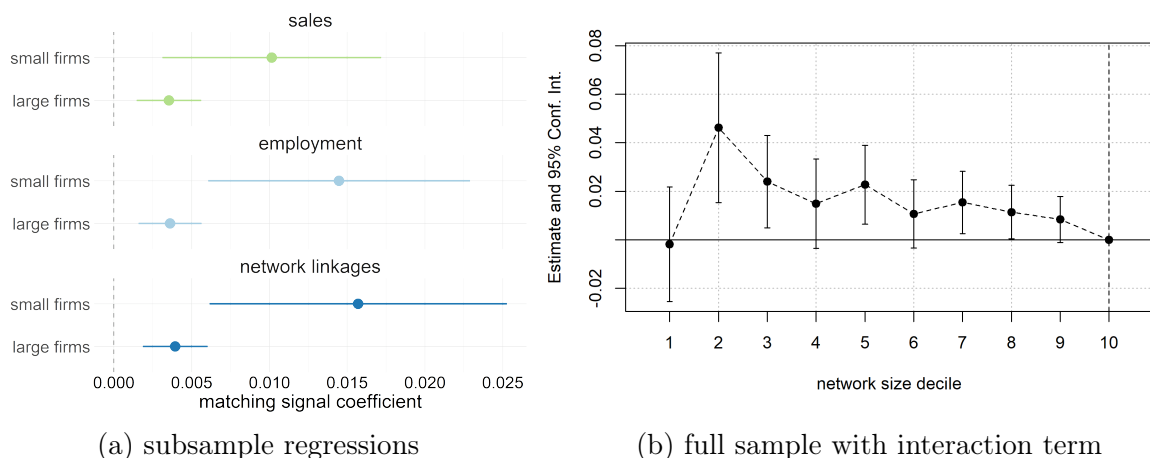 sales
small firms
large firms
employment
small firms
large firms
network linkages
small firms
large firms
0.000 0.005 0.010 0.015 0.020 0.025
matching signal coefficient
(a) subsample regressions
Estimate and 95% Conf. Int.
0.08
0.06
0.04
0.02
-0.02
1 2 3 4 5 6 7 8 9 10
network size decile
(b) full sample with interaction term